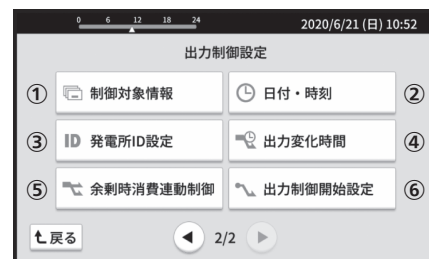 0 6 12 18 24
2020/6/21 (日) 10:52
出力制御設定
① 制御対象情報 日付・時刻 ②
③ ID 発電所ID設定 出力変化時間 ④
⑤ 余剰時消費連動制御 出力制御開始設定 ⑥
戻る 2/2